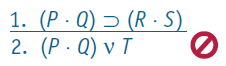 1. (P · Q) ⊃ (R · S)
2. (P · Q) v T